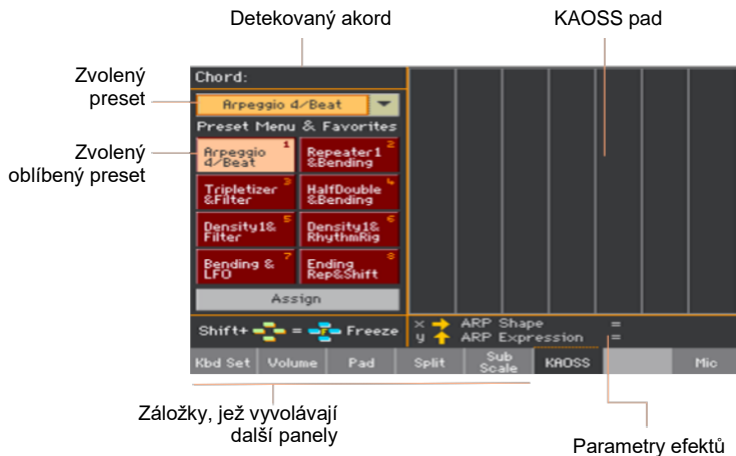 Detekovaný akord
KAOSS pad
Zvolený
preset
Zvolený
oblíbený preset
Chord:
Arpeggio 4/Beat
Preset Menu & Favorites
Arpeggio 1
4/Beat
Repeater1 2
&Bending
Tripletizer 3
&Filter
HalfDouble 4
&Bending
Density1& 5
Filter
Density1& 6
RhythmRig
Bending & 7
LFO
Ending 8
Rep&Shift
Assign
Shift+ = F Freeze
x ARP Shape =
y ARP Expression =
Kbd Set Volume Pad Split Sub Scale KAOSS Mic
Záložky, jež vyvolávají
další panely
Parametry efektů